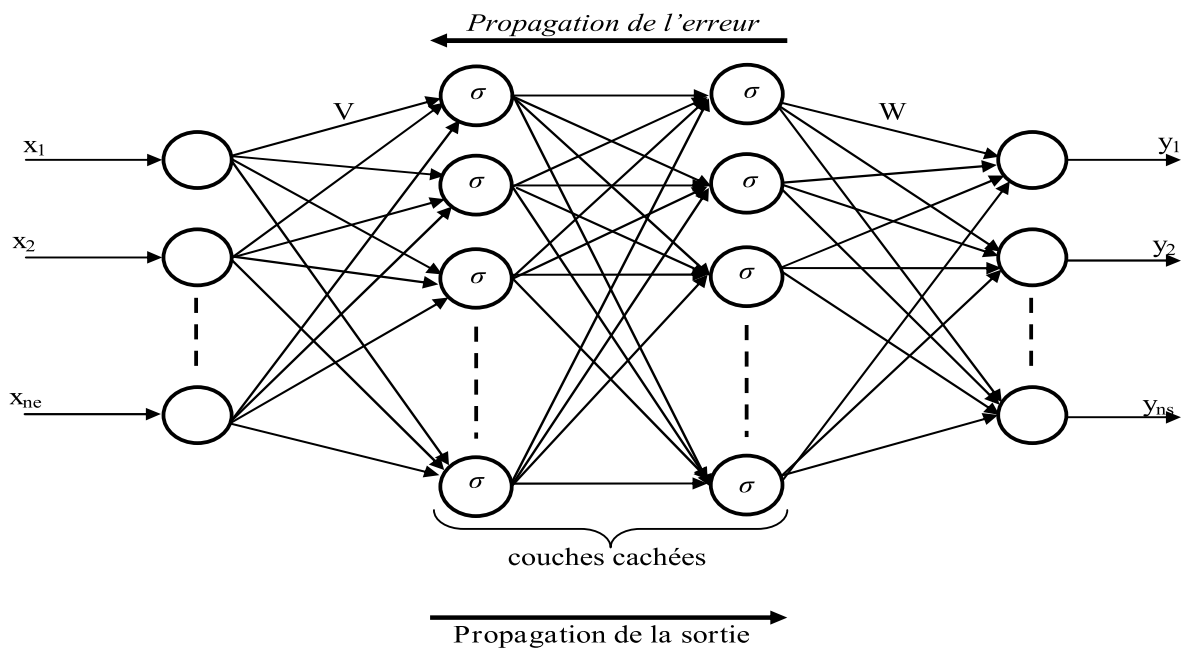 Propagation de l'erreur
V
W
σ
σ
x₁
y₁
σ
σ
x₂
y₂
σ
σ
xₙₑ
yₙₛ
σ
σ
couches cachées
Propagation de la sortie